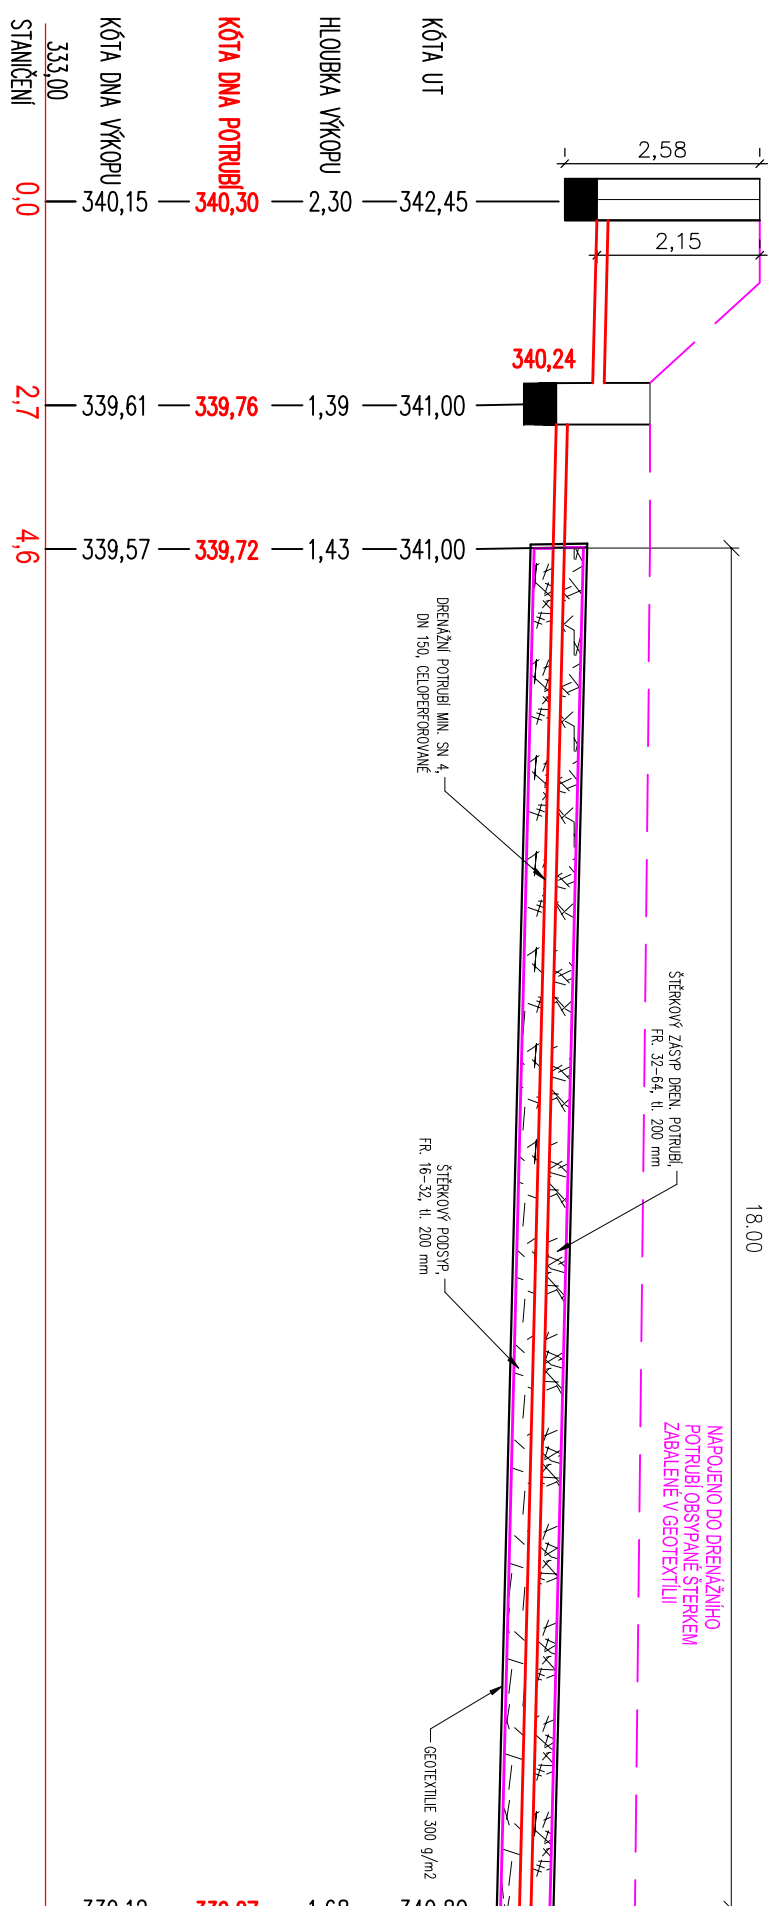 KÓTA UT
HLOUBKA VÝKOPU
KÓTA DNA POTRUBÍ
KÓTA DNA VÝKOPU
333,00
STANIČENÍ
2,58
2,15
342,45
2,30
340,30
340,15
0,0
340,24
341,00
1,39
339,76
339,61
2,7
341,00
1,43
339,72
339,57
4,6
DRENÁŽNÍ POTRUBÍ MIN. SN 4,
DN 150, CELOPERFOROVANÉ
ŠTĚRKOVÝ ZÁSYP DREN. POTRUBÍ,
FR. 32-64, tl. 200 mm
ŠTĚRKOVÝ PODSYP,
FR. 16-32, tl. 200 mm
18.00
NAPOJENO DO DRENÁŽNÍHO
POTRUBÍ OBSYPANÉ ŠTERKEM
ZABALENÉ V GEOTEXTÍLII
GEOTEXTILIE 300 g/m2